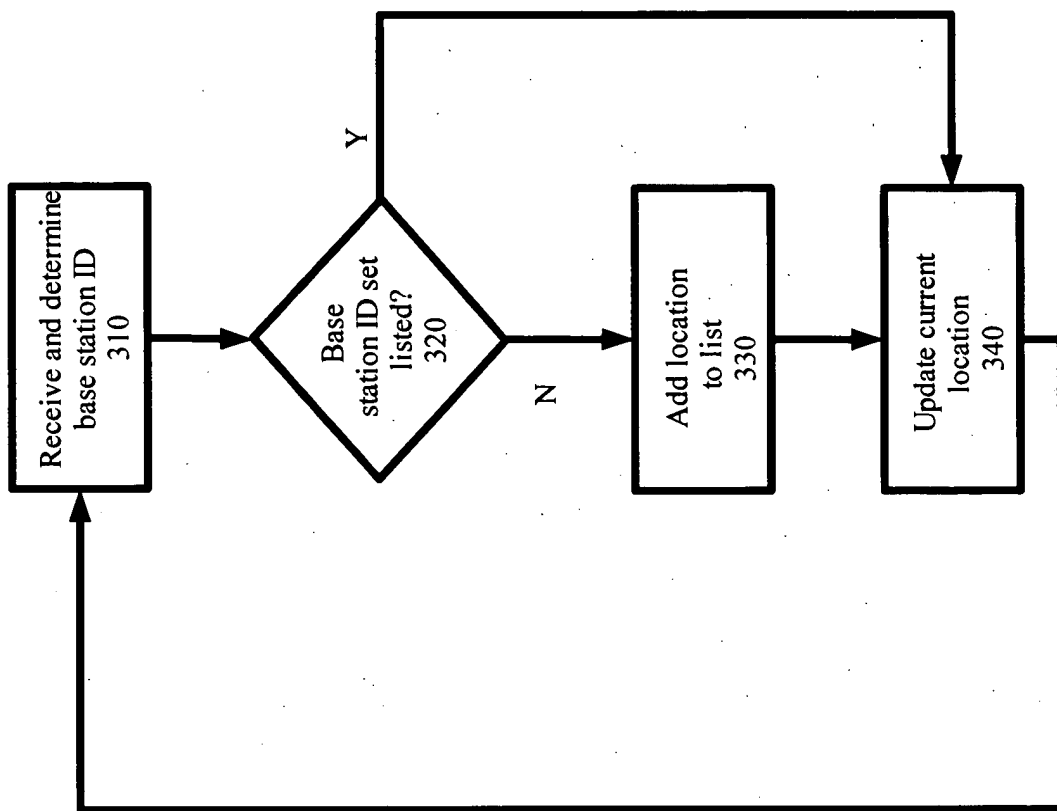 Receive and determine
base station ID
310
Base
station ID set
listed?
320
Y
N
Add location
to list
330
Update current
location
340